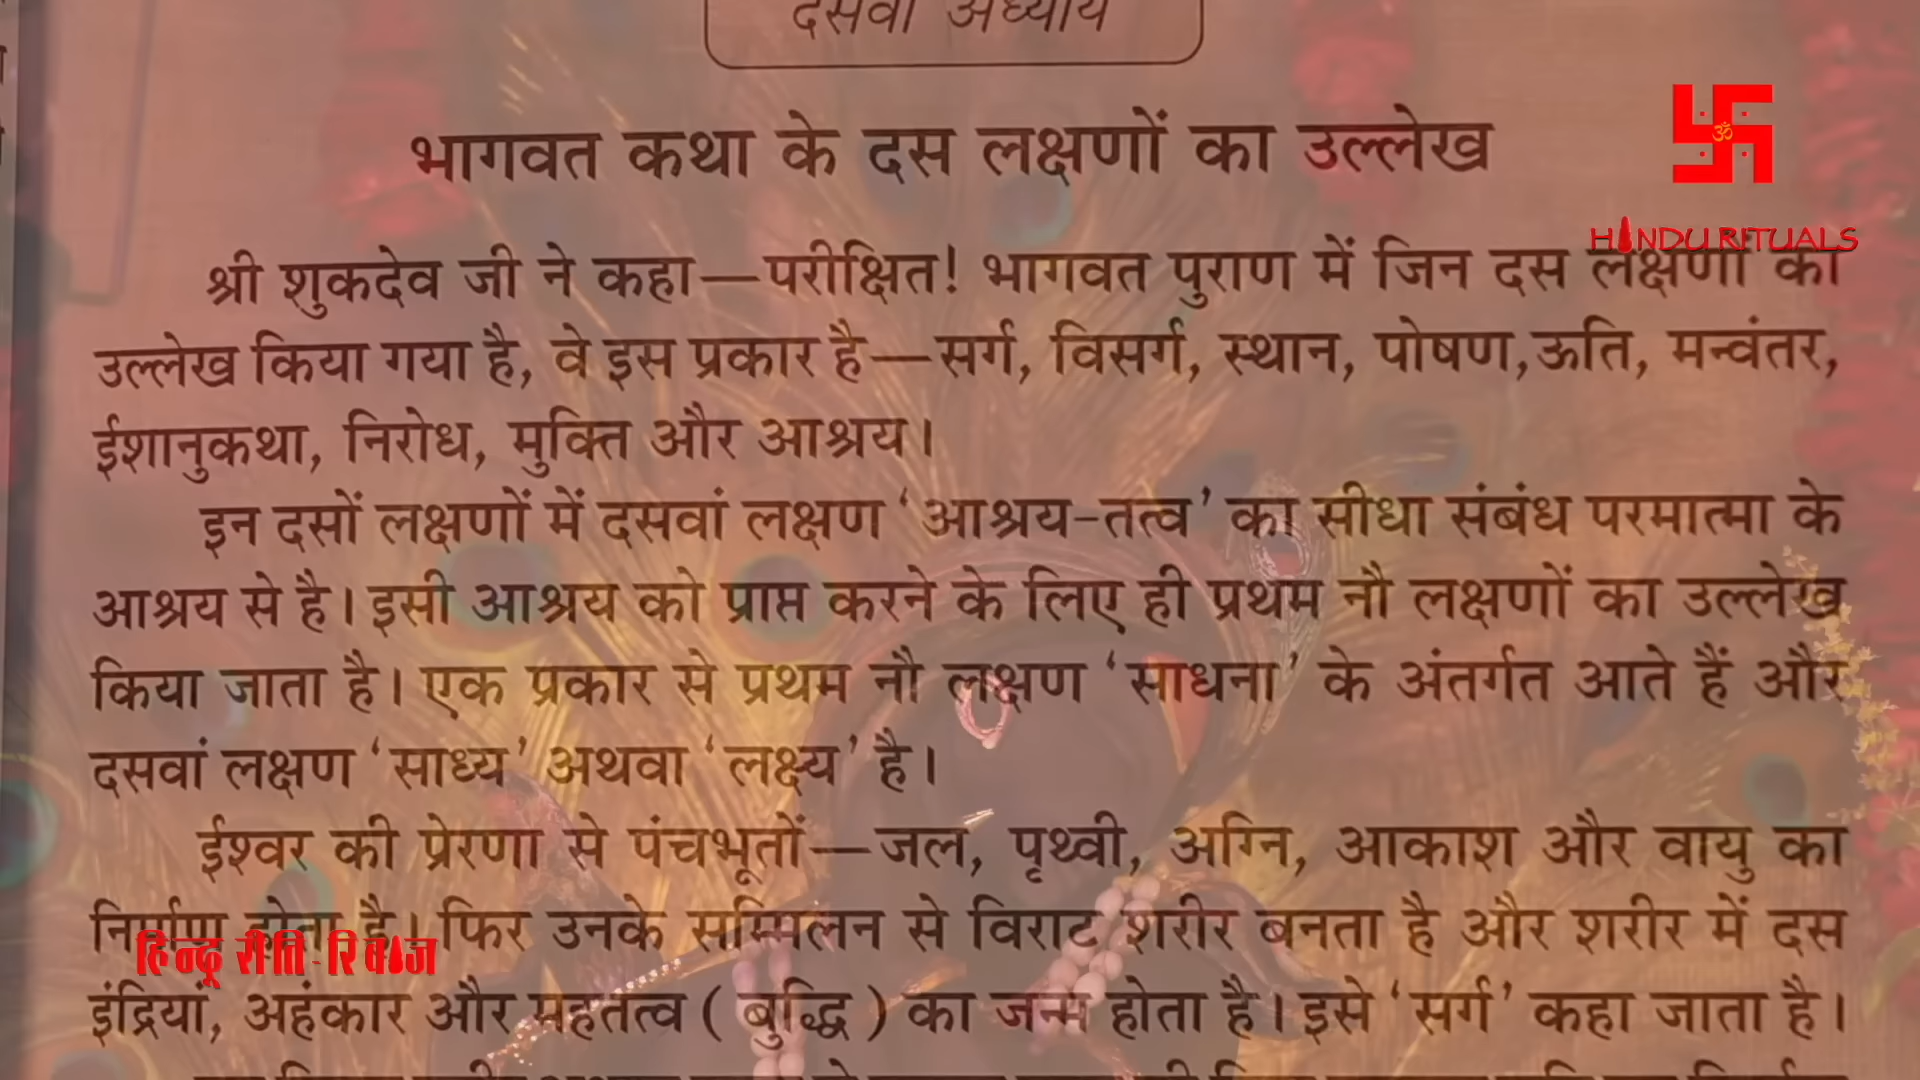 दसवां अध्याय
भागवत कथा के दस लक्षणों का उल्लेख
ॐ
HINDU RITUALS
श्री शुकदेव जी ने कहा—परीक्षित! भागवत पुराण में जिन दस लक्षणों का
उल्लेख किया गया है, वे इस प्रकार है—सर्ग, विसर्ग, स्थान, पोषण,ऊति, मन्वंतर,
ईशानुकथा, निरोध, मुक्ति और आश्रय।
इन दसों लक्षणों में दसवां लक्षण ‘आश्रय-तत्व’ का सीधा संबंध परमात्मा के
आश्रय से है। इसी आश्रय को प्राप्त करने के लिए ही प्रथम नौ लक्षणों का उल्लेख
किया जाता है। एक प्रकार से प्रथम नौ लक्षण ‘साधना’ के अंतर्गत आते हैं और
दसवां लक्षण ‘साध्य’ अथवा ‘लक्ष्य’ है।
ईश्वर की प्रेरणा से पंचभूतों—जल, पृथ्वी, अग्नि, आकाश और वायु का
निर्माण होता है। फिर उनके सम्मिलन से विराट शरीर बनता है और शरीर में दस
हिन्दू रीति-रिवाज
इंद्रियां, अहंकार और महतत्व ( बुद्धि ) का जन्म होता है। इसे ‘सर्ग’ कहा जाता है।